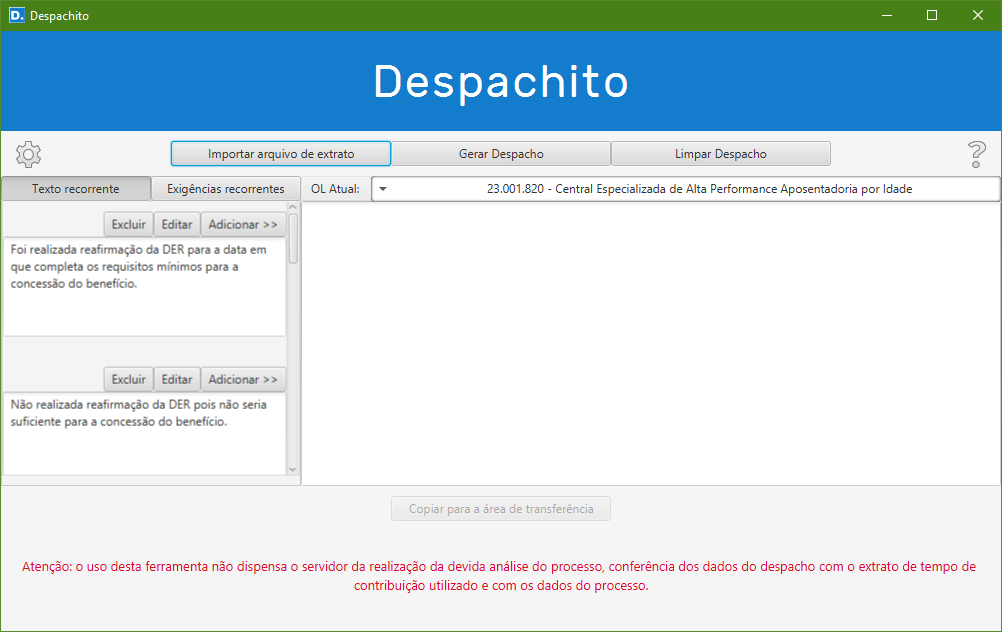 D. Despachito
Despachito
Importar arquivo de extrato
Gerar Despacho
Limpar Despacho
?
Texto recorrente
Exigências recorrentes
OL Atual:
23.001.820 - Central Especializada de Alta Performance Aposentadoria por Idade
Excluir
Editar
Adicionar >>
Foi realizada reafirmação da DER para a data em
que completa os requisitos mínimos para a
concessão do benefício.
Excluir
Editar
Adicionar >>
Não realizada reafirmação da DER pois não seria
suficiente para a concessão do benefício.
Copiar para a área de transferência
Atenção: o uso desta ferramenta não dispensa o servidor da realização da devida análise do processo, conferência dos dados do despacho com o extrato de tempo de
contribuição utilizado e com os dados do processo.